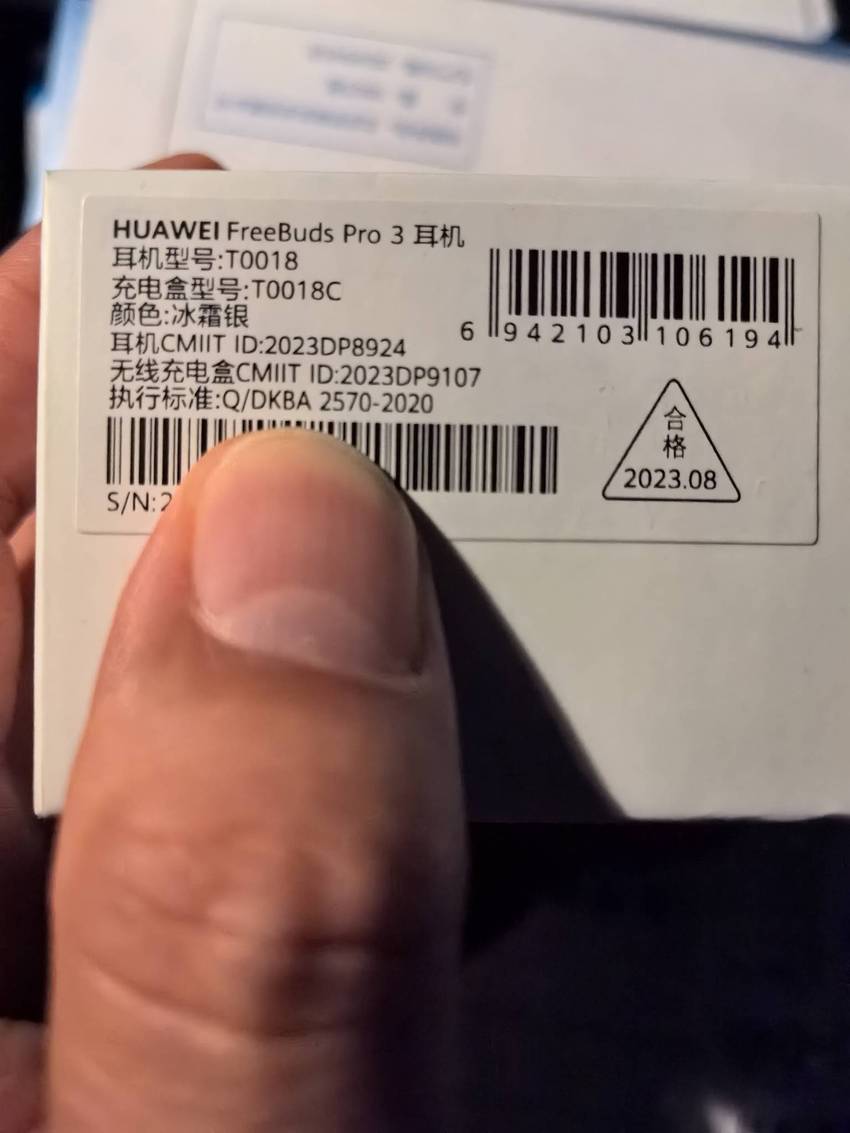 HUAWEI FreeBuds Pro 3 耳机
耳机型号:T0018
充电盒型号:T0018C
颜色:冰霜银
耳机CMIIT ID:2023DP8924
无线充电盒CMIIT ID:2023DP9107
执行标准:Q/DKBA 2570-2020
S/N:2
6 942103 106194
合
格
2023.08